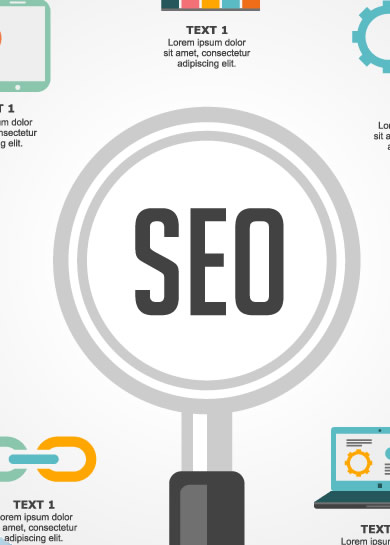 TEXT 1
Lorem ipsum dolor
sit amet, consectetur
adipiscing elit.
T 1
m dolor
nsectetur
g elit.
Lo
sit a
a
SEO
TEXT 1
orem ipsum dolor
amet, consectetur
adipiscing elit.
TEXT
Lorem ipsu